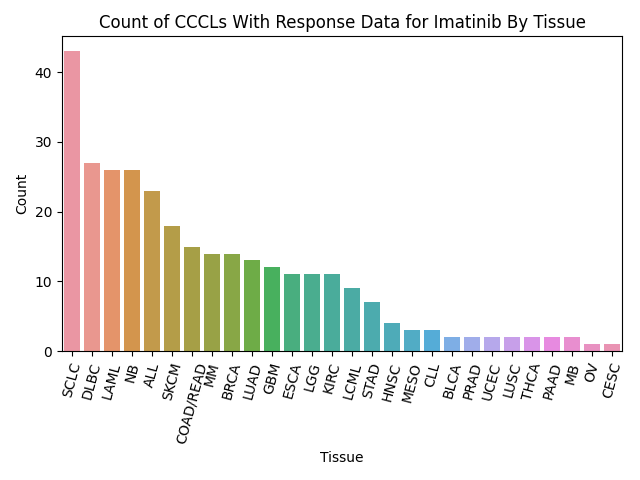 Count of CCCLs With Response Data for Imatinib By Tissue
Count
40
30
20
10
0
SCLC
DLBC
LAML
NB
ALL
SKCM
COAD/READ
MM
BRCA
LUAD
GBM
ESCA
LGG
KIRC
LCML
STAD
HNSC
MESO
CLL
BLCA
PRAD
UCEC
LUSC
THCA
PAAD
MB
OV
CESC
Tissue